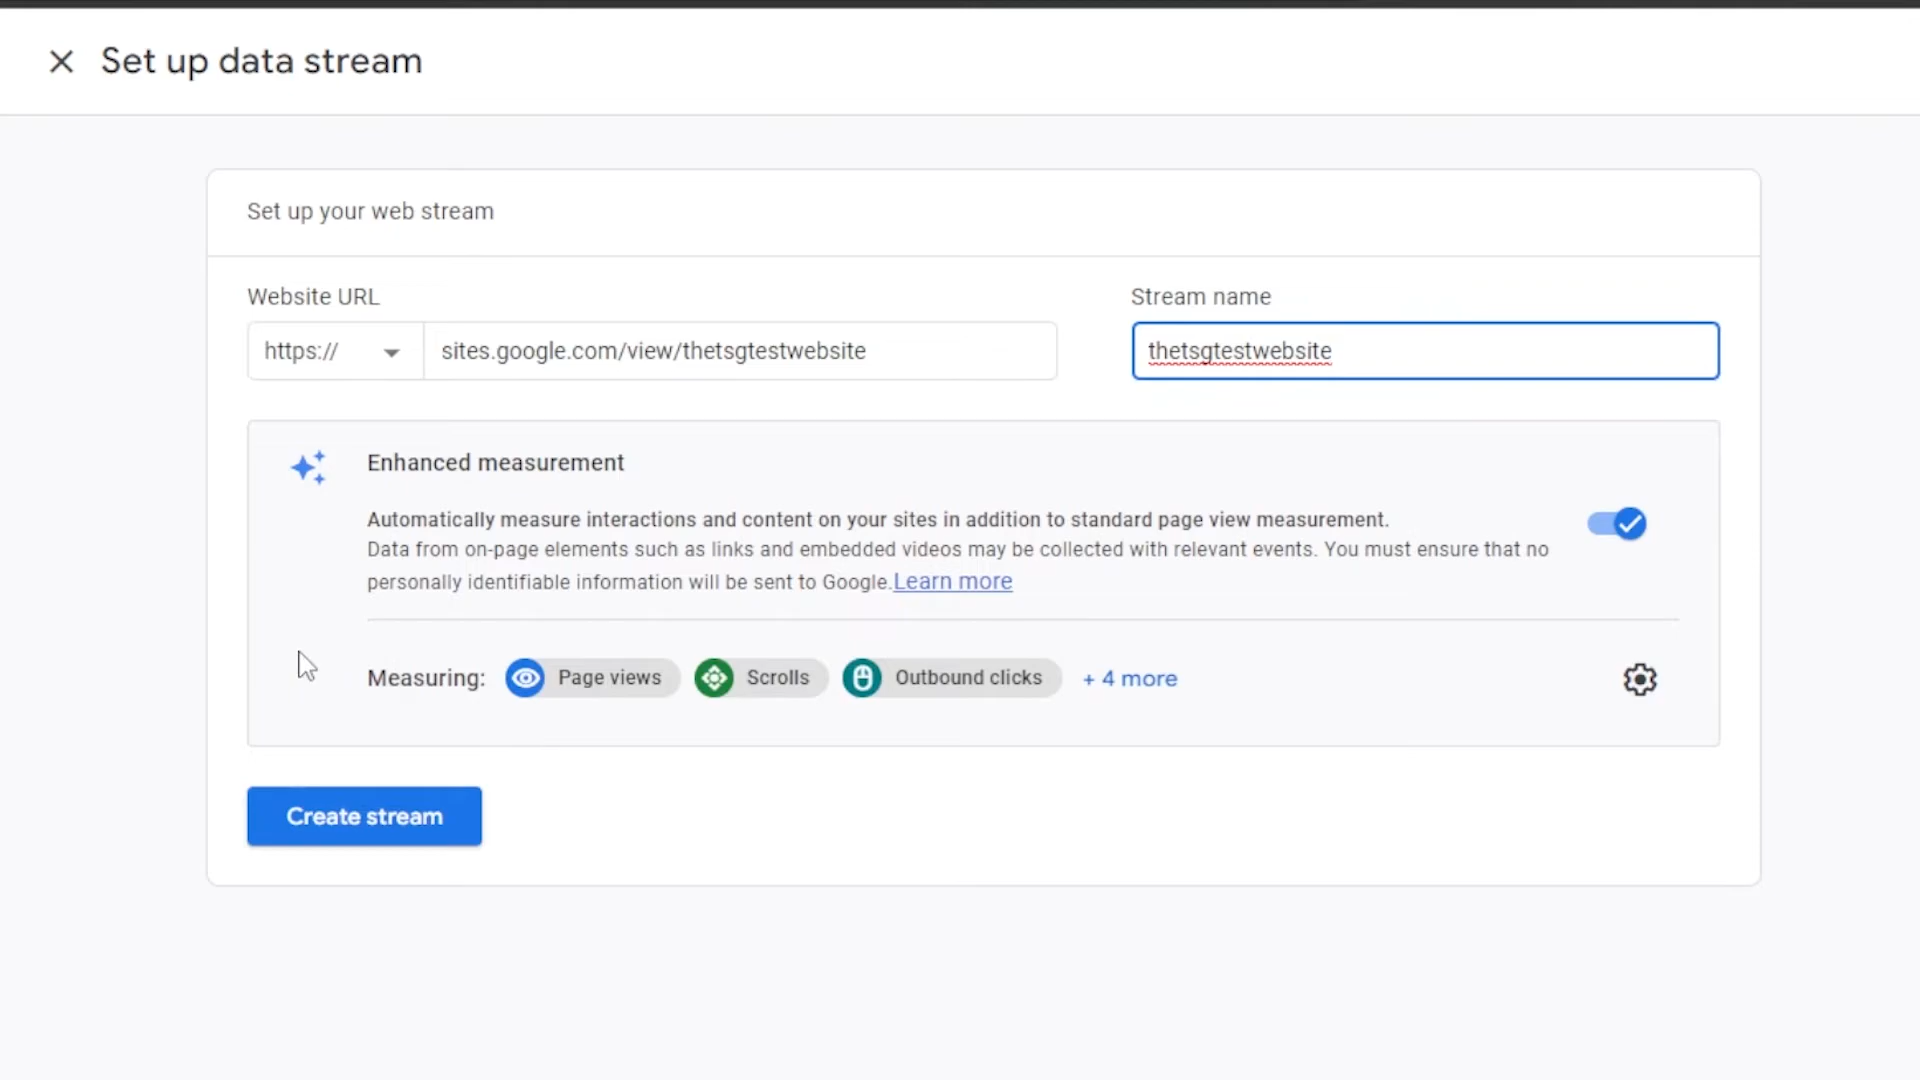 Set up data stream
Set up your web stream
Website URL
Stream name
https://
sites.google.com/view/thetsgtestwebsite
thetsgtestwebsite
Enhanced measurement
Automatically measure interactions and content on your sites in addition to standard page view measurement.
Data from on-page elements such as links and embedded videos may be collected with relevant events. You must ensure that no
personally identifiable information will be sent to Google.Learn more
Measuring: Page views Scrolls Outbound clicks + 4 more
Create stream